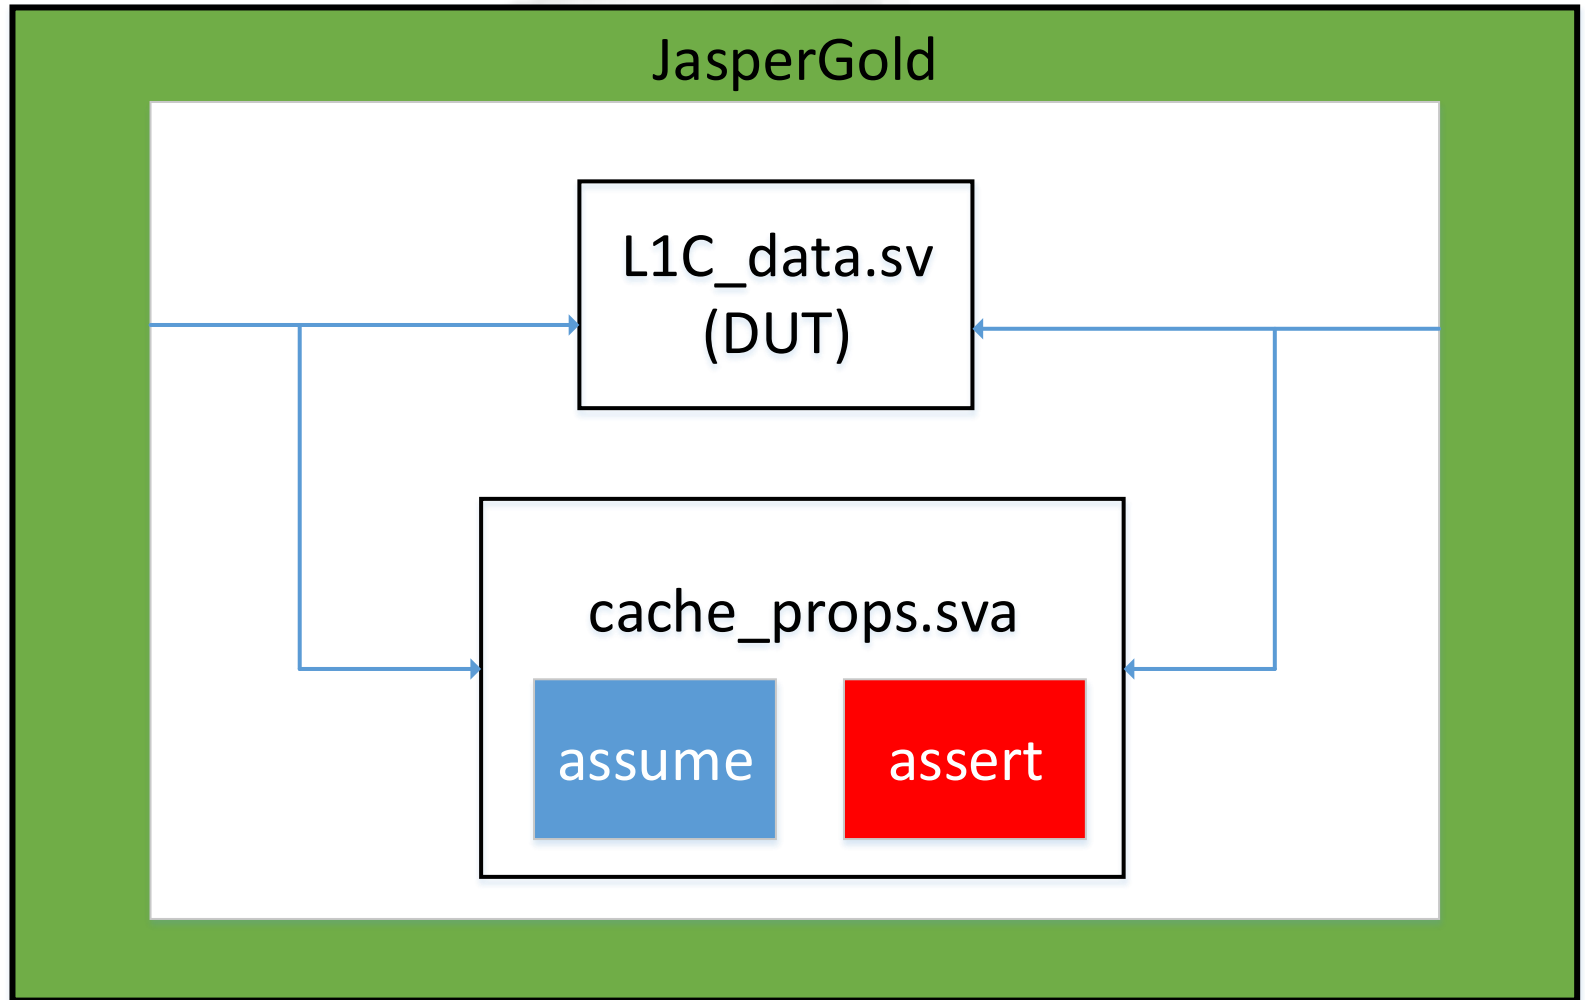 JasperGold
L1C_data.sv
(DUT)
cache_props.sva
assume
assert